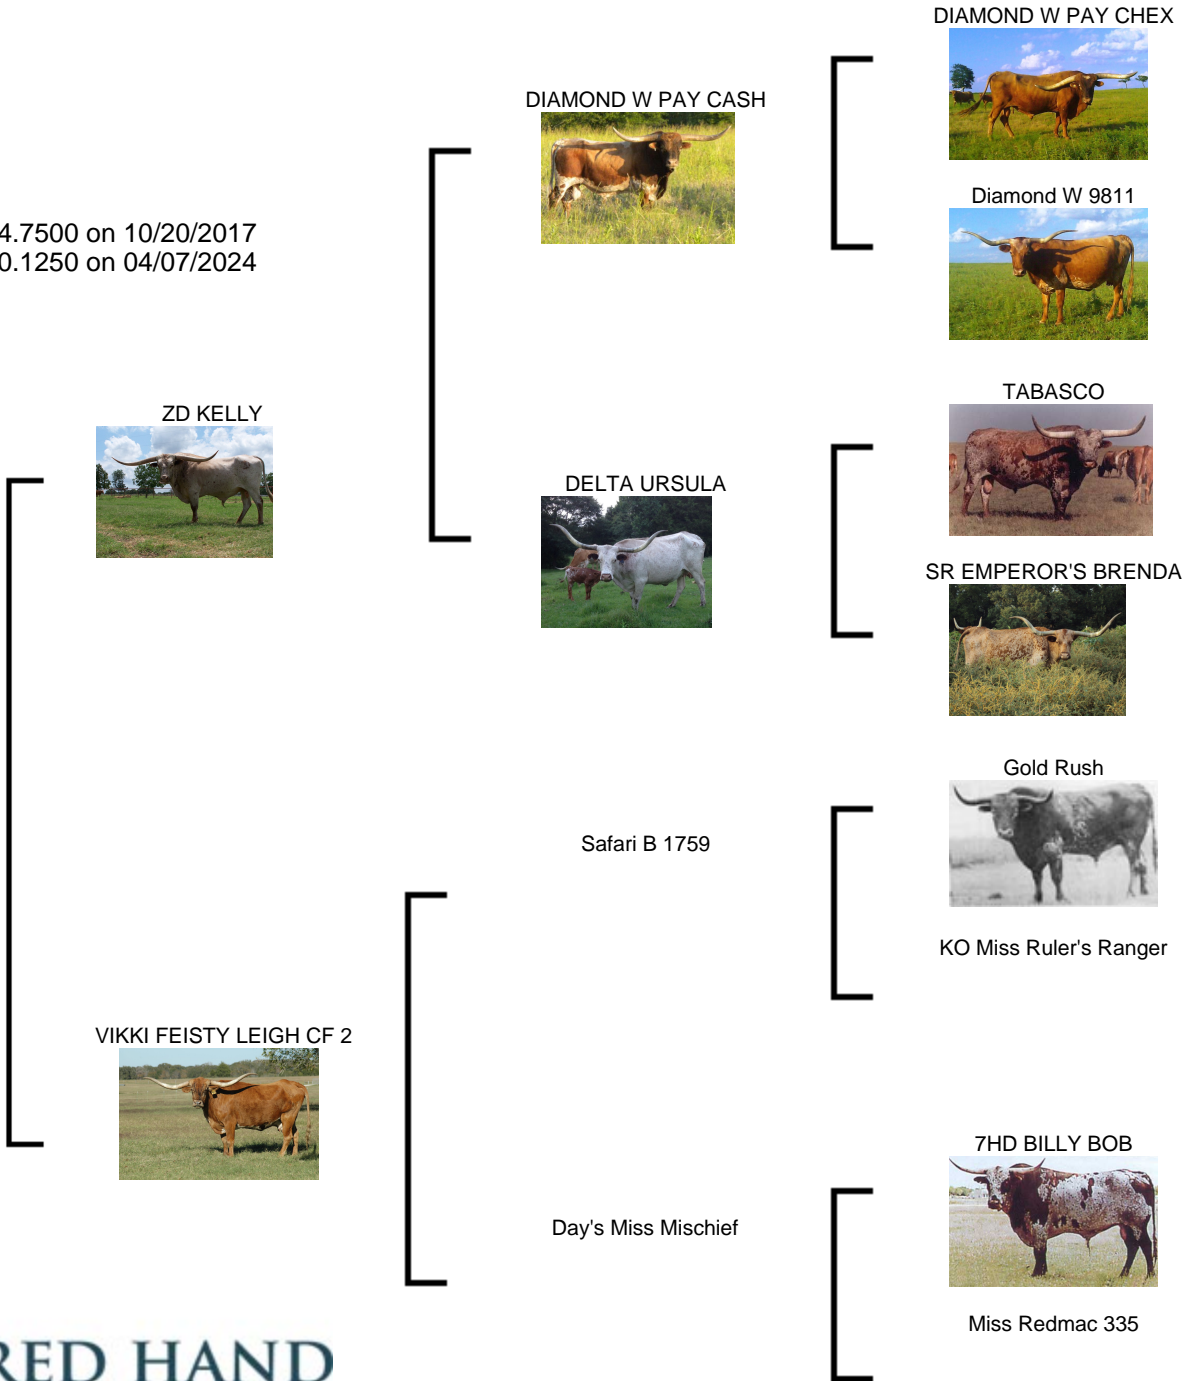 DIAMOND W PAY CHEX
DIAMOND W PAY CASH
Diamond W 9811
4.7500 on 10/20/2017
0.1250 on 04/07/2024
TABASCO
ZD KELLY
DELTA URSULA
SR EMPEROR'S BRENDA
Gold Rush
Safari B 1759
KO Miss Ruler's Ranger
VIKKI FEISTY LEIGH CF 2
7HD BILLY BOB
Day's Miss Mischief
Miss Redmac 335
RED HAND